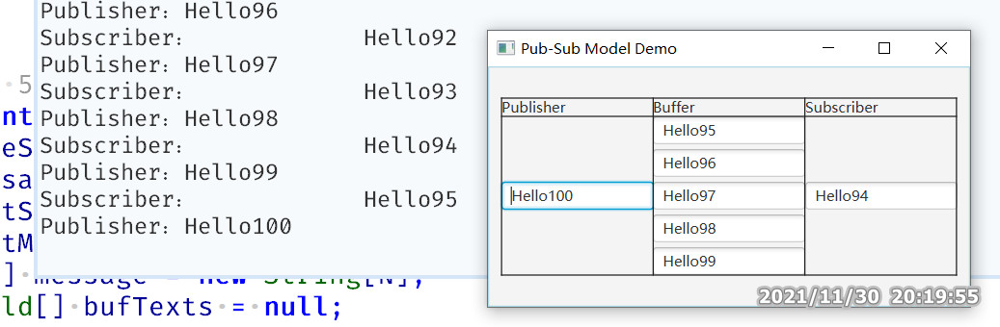 Publisher：Hello96
Subscriber： Hello92
Publisher：Hello97
Subscriber： Hello93
Publisher：Hello98
Subscriber： Hello94
Publisher：Hello99
Subscriber： Hello95
Publisher：Hello100
5
nt
eS
sa
tS
tM
] message = new String[N];
ld[] bufTexts = null;
Pub-Sub Model Demo
Publisher Buffer Subscriber
Hello95
Hello96
Hello100 Hello97 Hello94
Hello98
Hello99
2021/11/30 20:19:55